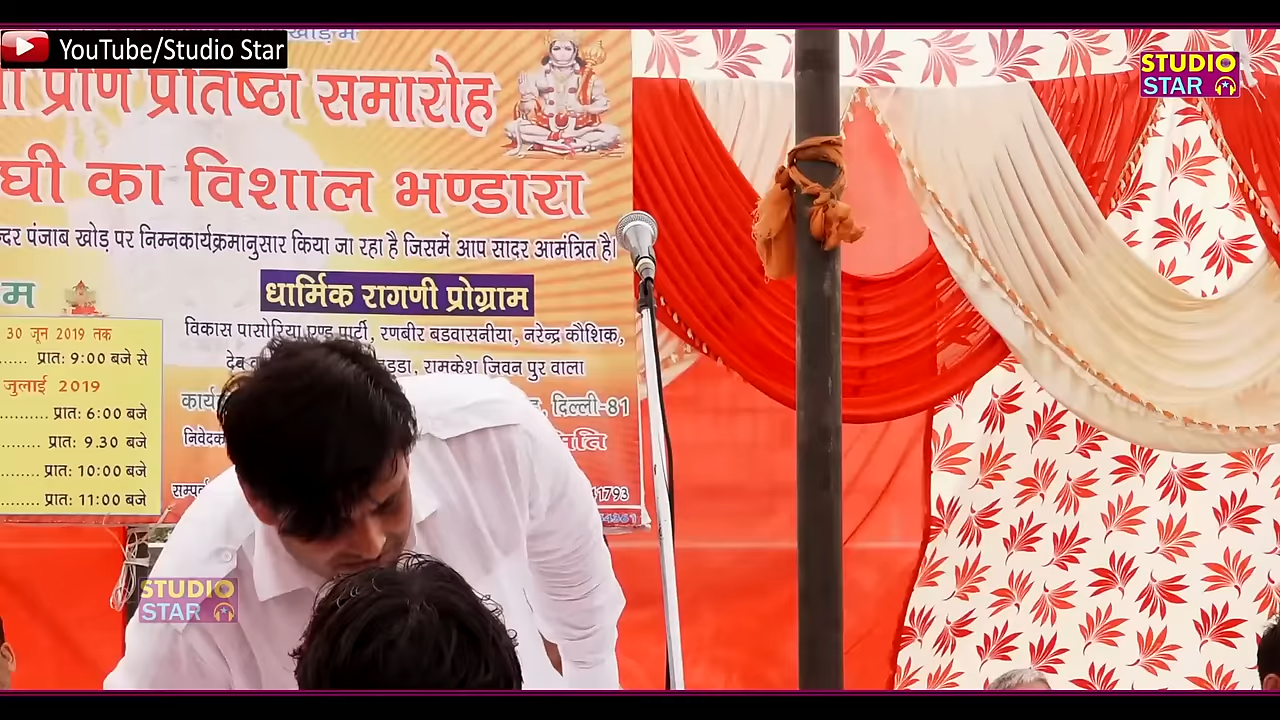 YouTube/Studio Star
STUDIO
STAR
प्राण प्रतिष्ठा समारोह
घी का विशाल भण्डारा
पंजाब खोड़ पर निम्नकार्यक्रमानुसार किया जा रहा है जिसमें आप सादर आमंत्रित है।
धार्मिक रागणी प्रोग्राम
30 जून 2019 तक
विकास पासोरिया एण्ड पार्टी, रणबीर बडवासनीया, नरेन्द्र कौशिक,
प्रात: 9:00 बजे से
रामकेश जिवन पुर वाला
जुलाई 2019
दिल्ली-81
प्रात: 6:00 बजे
प्रात: 9.30 बजे
प्रात: 10:00 बजे
प्रात: 11:00 बजे
STUDIO
STAR